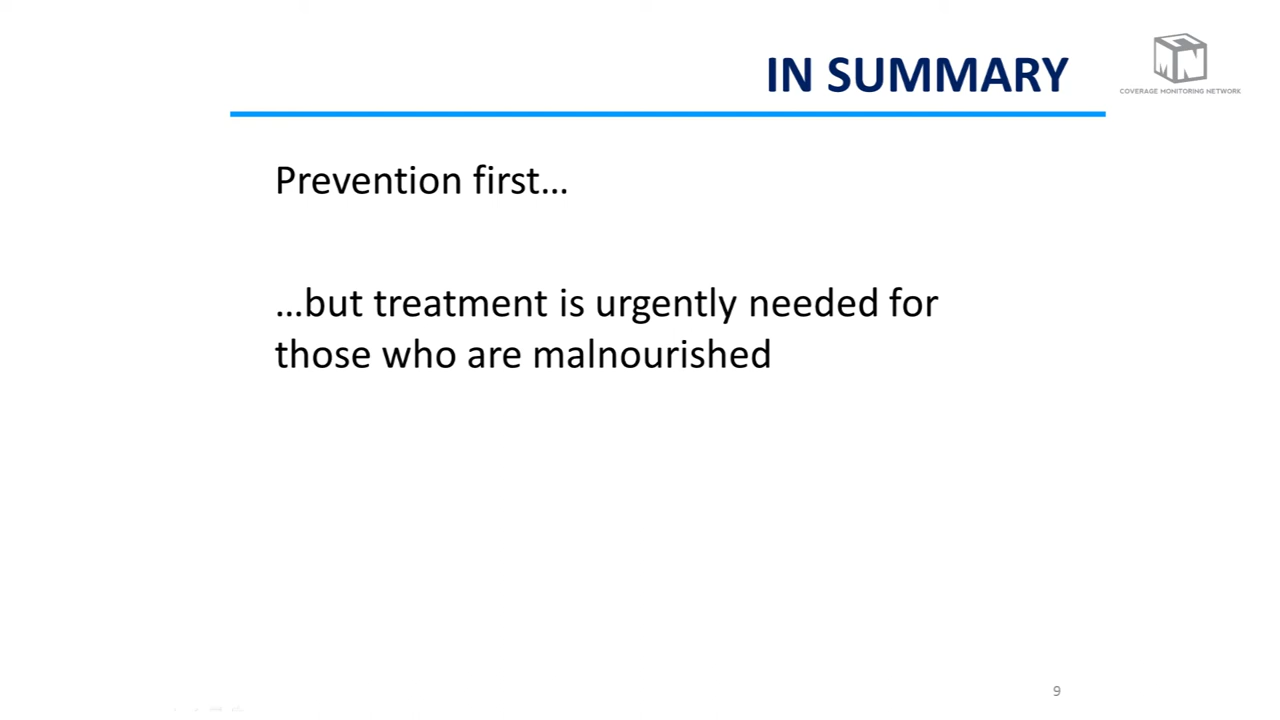 IN SUMMARY
COVERAGE MONITORING NETWORK
Prevention first...
...but treatment is urgently needed for
those who are malnourished
9